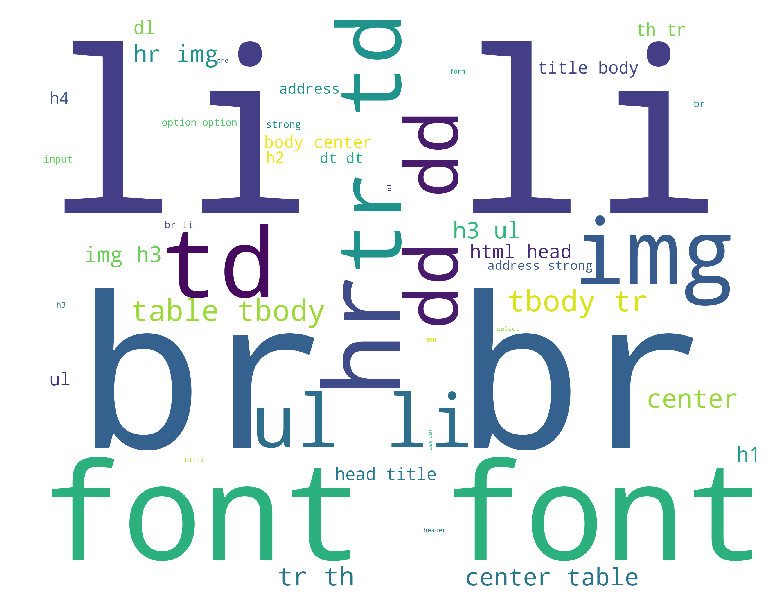 dl
th tr
li li
hr img
pre
tr td
title body
form
address
h4
br
option option
strong
dd dd
body center
input
h2
dt dt
br li
td
h3 ul
img
img h3
html head
address strong
h3
table tbody
tbody tr
hr
select
em
ul
br br
ul li
center
h1
font font
head title
header
tr th
center table